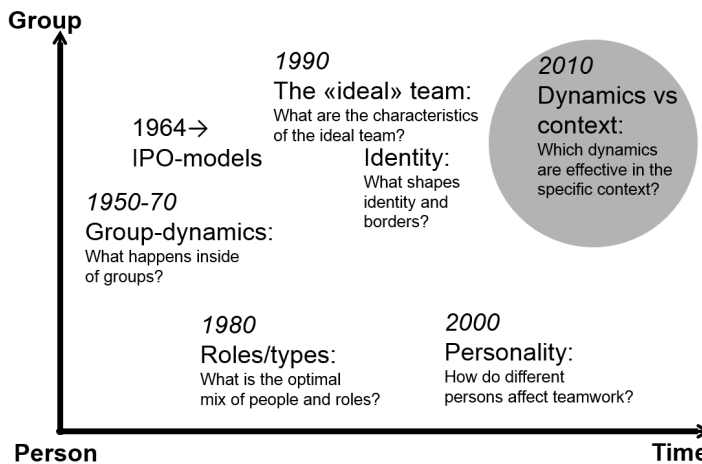 Group
1990
The «ideal» team:
What are the characteristics
of the ideal team?
2010
Dynamics vs
context:
Which dynamics
are effective in the
specific context?
1964→
IPO-models
Identity:
What shapes
identity and
borders?
1950-70
Group-dynamics:
What happens inside
of groups?
1980
Roles/types:
What is the optimal
mix of people and roles?
2000
Personality:
How do different
persons affect teamwork?
Person
Time